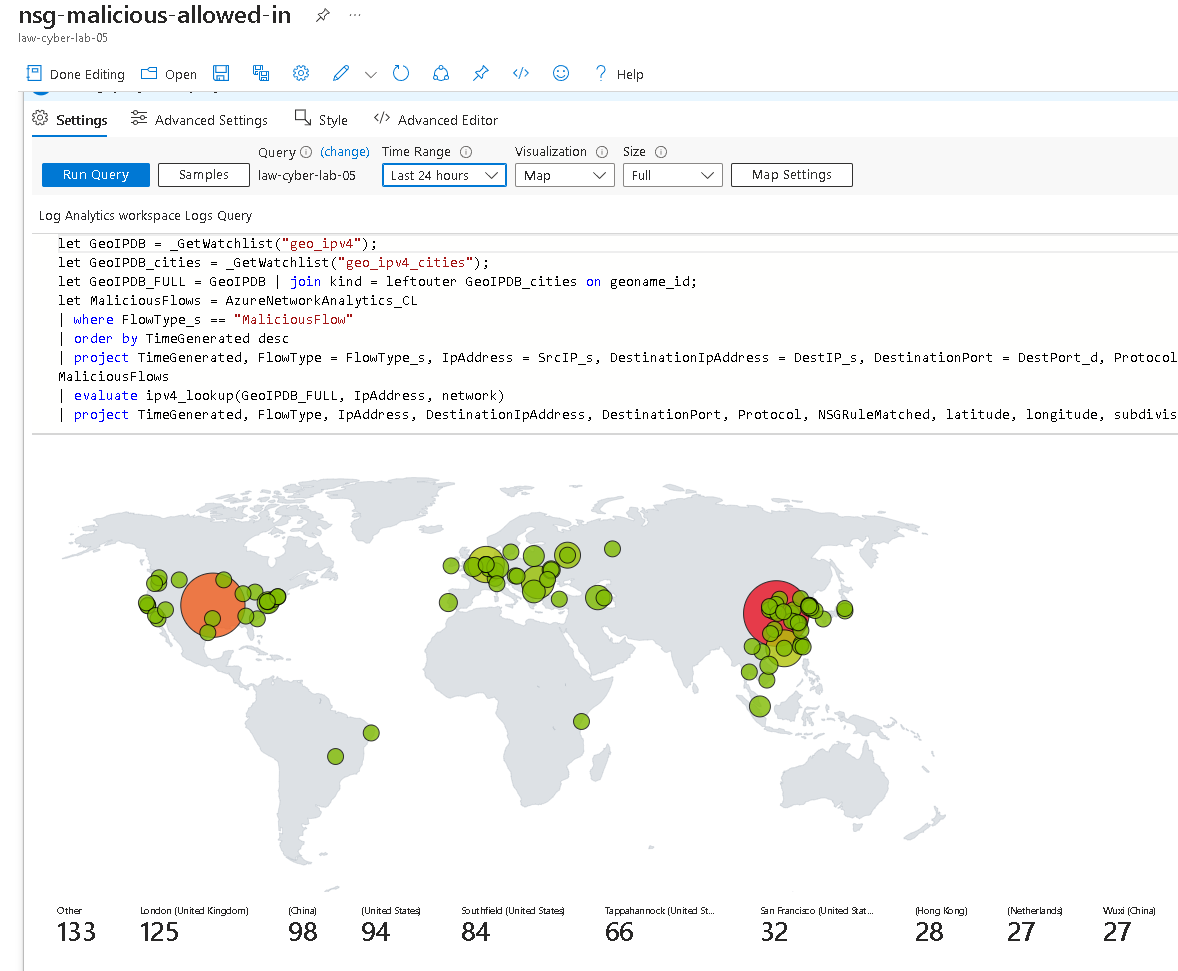 nsg-malicious-allowed-in
law-cyber-lab-05
Done Editing Open Help
Settings Advanced Settings Style Advanced Editor
Query (change) Time Range Visualization Size
Run Query Samples law-cyber-lab-05 Last 24 hours Map Full Map Settings
Log Analytics workspace Logs Query
let GeoIPDB = _GetWatchlist("geo_ipv4");
let GeoIPDB_cities = _GetWatchlist("geo_ipv4_cities");
let GeoIPDB_FULL = GeoIPDB | join kind = leftouter GeoIPDB_cities on geoname_id;
let MaliciousFlows = AzureNetworkAnalytics_CL
| where FlowType_s == "MaliciousFlow"
| order by TimeGenerated desc
| project TimeGenerated, FlowType = FlowType_s, IpAddress = SrcIP_s, DestinationIpAddress = DestIP_s, DestinationPort = DestPort_d, Protocol
MaliciousFlows
| evaluate ipv4_lookup(GeoIPDB_FULL, IpAddress, network)
| project TimeGenerated, FlowType, IpAddress, DestinationIpAddress, DestinationPort, Protocol, NSGRuleMatched, latitude, longitude, subdivis
Other London (United Kingdom) (China) (United States) Southfield (United States) Tappahannock (United St... San Francisco (United Stat... (Hong Kong) (Netherlands) Wuxi (China)
133 125 98 94 84 66 32 28 27 27